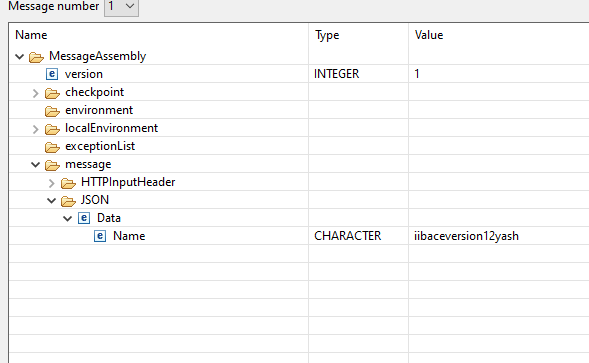 Message number 1
Name Type Value
MessageAssembly
e version INTEGER 1
checkpoint
environment
localEnvironment
exceptionList
message
HTTPInputHeader
JSON
e Data
e Name CHARACTER iibaceversion12yash